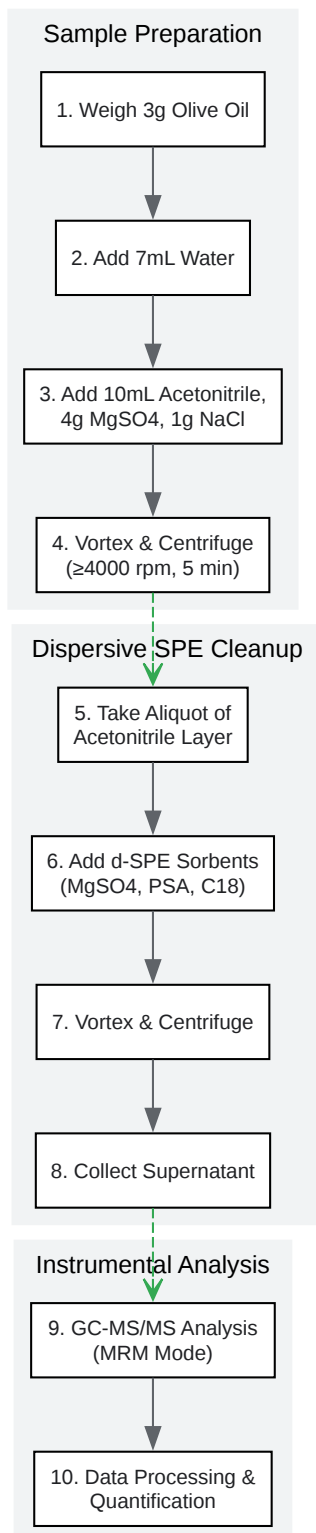 Sample Preparation
1. Weigh 3g Olive Oil
2. Add 7mL Water
3. Add 10mL Acetonitrile,
4g MgSO4, 1g NaCl
4. Vortex & Centrifuge
(≥4000 rpm, 5 min)
Dispersive SPE Cleanup
5. Take Aliquot of
Acetonitrile Layer
6. Add d-SPE Sorbents
(MgSO4, PSA, C18)
7. Vortex & Centrifuge
8. Collect Supernatant
Instrumental Analysis
9. GC-MS/MS Analysis
(MRM Mode)
10. Data Processing &
Quantification